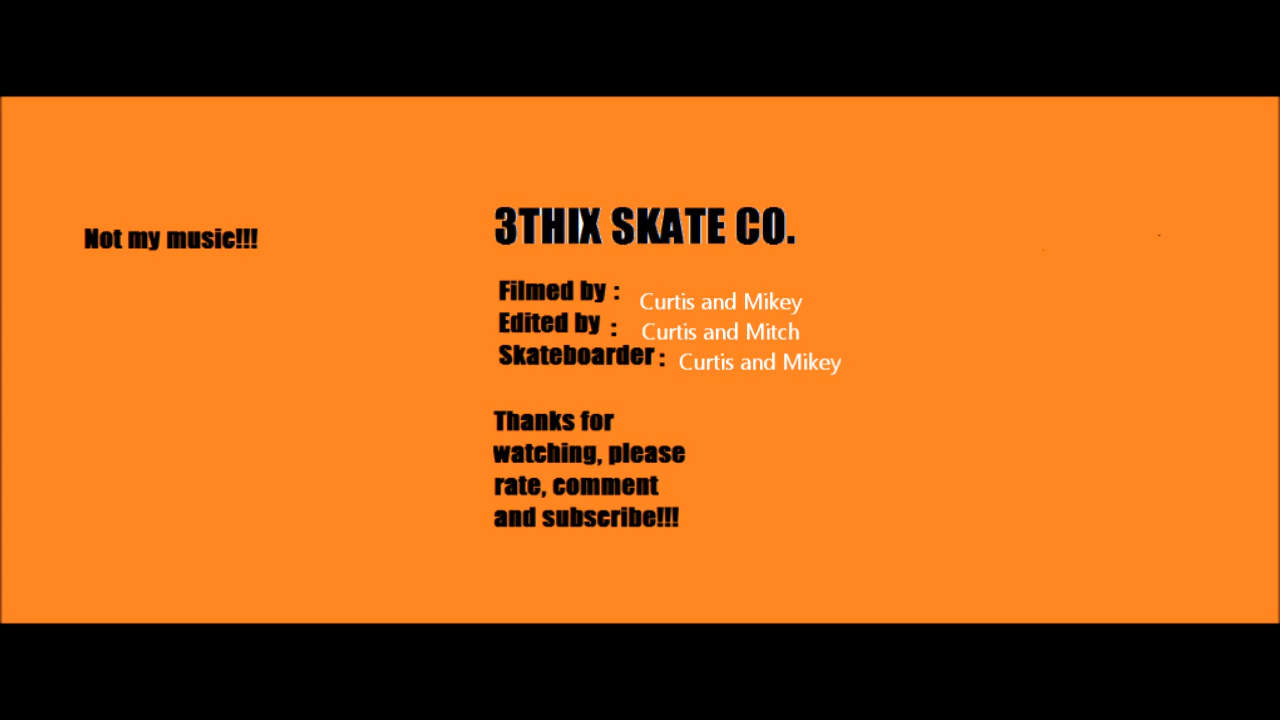 Not my music!!!
3THIX SKATE CO.
Filmed by : Curtis and Mikey
Edited by : Curtis and Mitch
Skateboarder : Curtis and Mikey
Thanks for
watching, please
rate, comment
and subscribe!!!